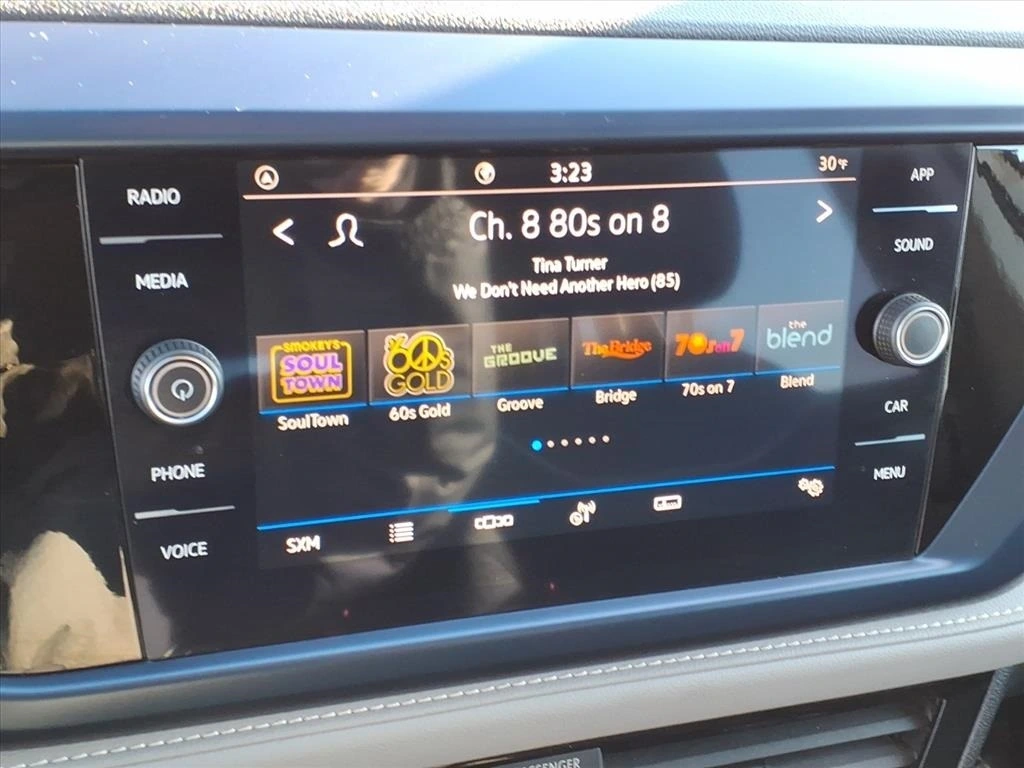 RADIO
MEDIA
PHONE
VOICE
3:23
30°F
Ch. 8 80s on 8
Tina Turner
We Don't Need Another Hero (85)
SMOKEYS
SOUL
TOWN
60s
GOLD
THE
GROOVE
The Bridge
70s on 7
the
blend
SoulTown
60s Gold
Groove
Bridge
70s on 7
Blend
SXM
APP
SOUND
CAR
MENU